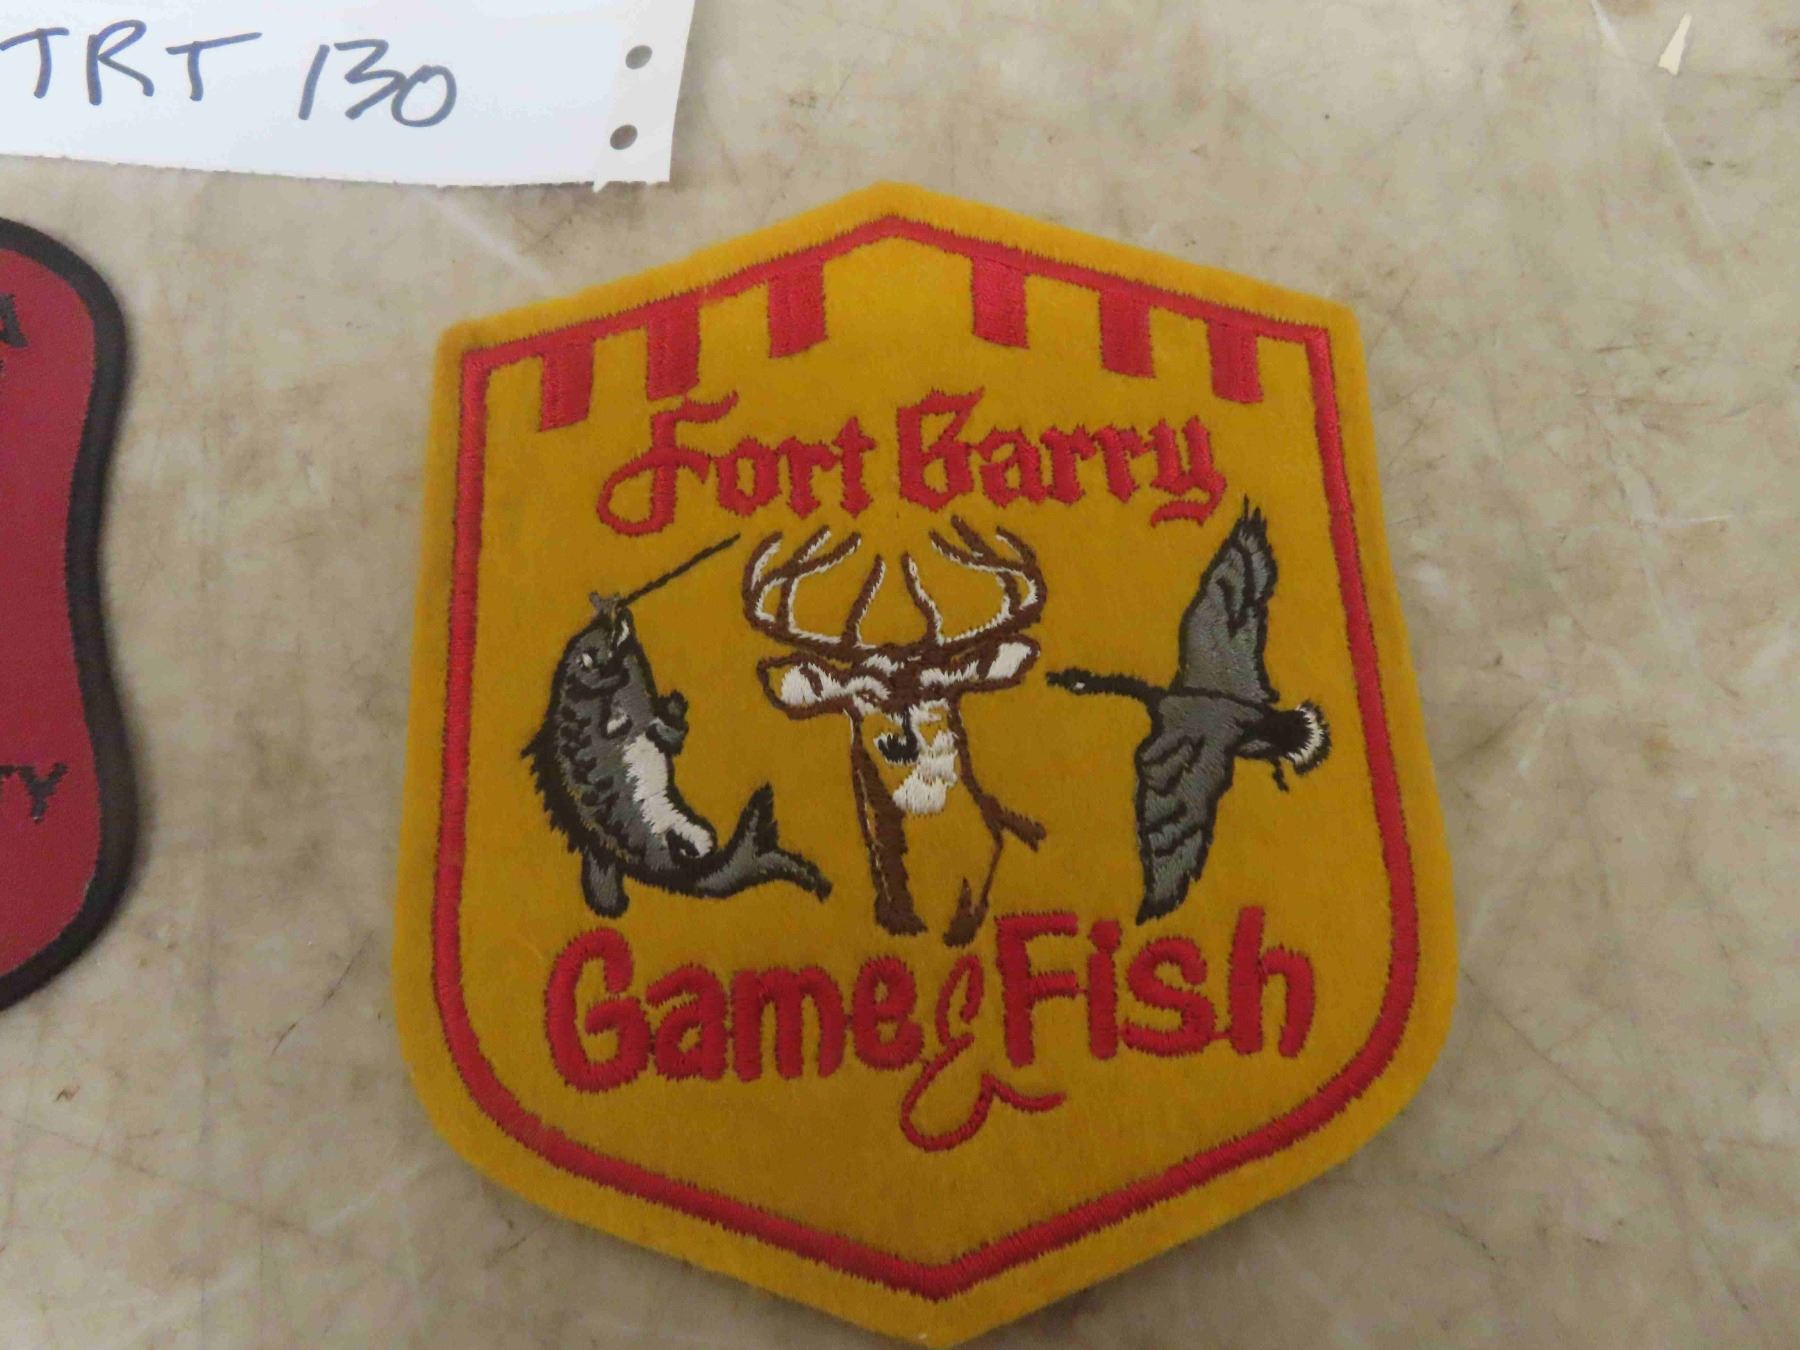 TRT 130
Fort Garry
Game & Fish